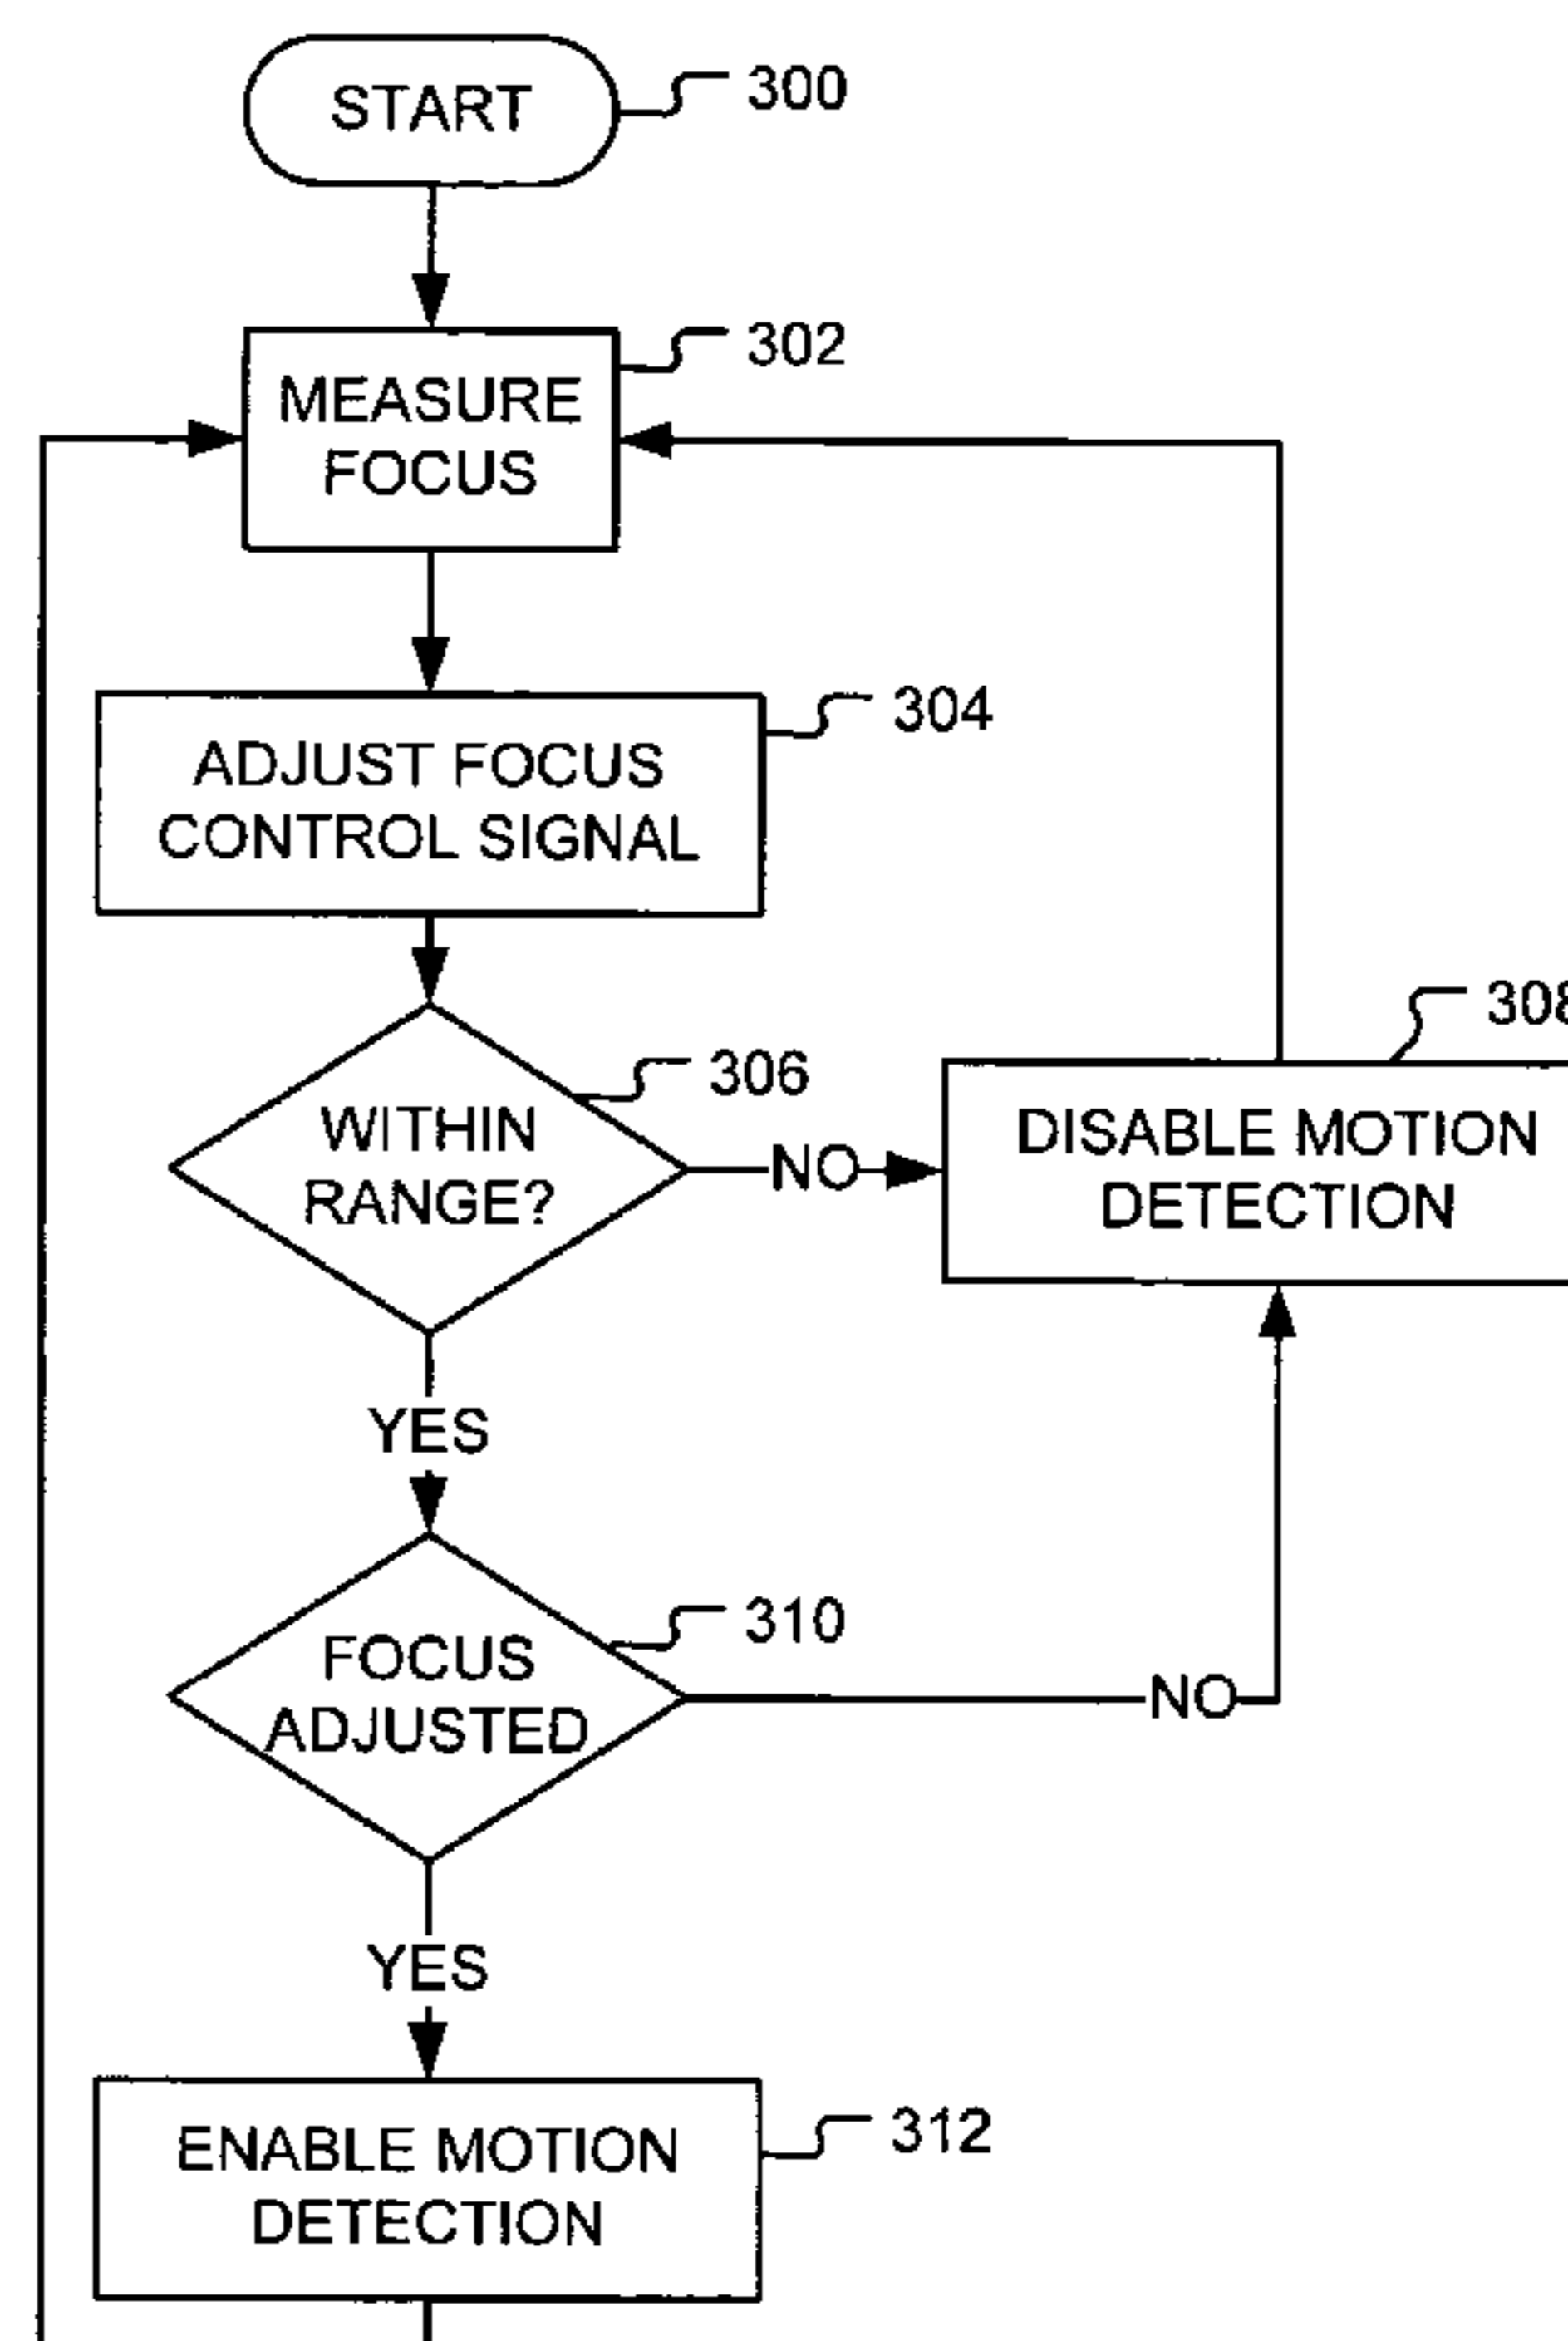 START
300
MEASURE
FOCUS
302
ADJUST FOCUS
CONTROL SIGNAL
304
WITHIN
RANGE?
306
NO
DISABLE MOTION
DETECTION
308
YES
FOCUS
ADJUSTED
310
NO
YES
ENABLE MOTION
DETECTION
312